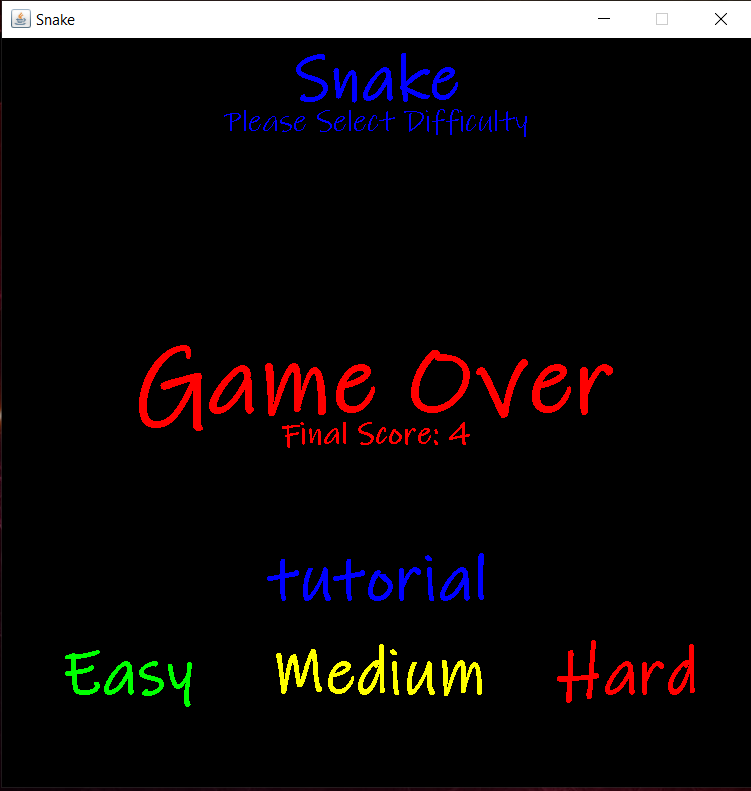 Snake
Snake
Please Select Difficulty
Game Over
Final Score: 4
tutorial
Easy Medium Hard